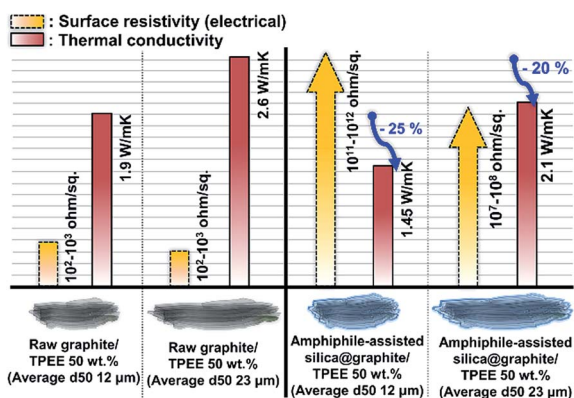 : Surface resistivity (electrical)
: Thermal conductivity
10²-10³ ohm/sq.
1.9 W/mK
10²-10³ ohm/sq.
2.6 W/mK
10¹¹-10¹² ohm/sq.
- 25 %
1.45 W/mK
10⁷-10⁸ ohm/sq.
- 20 %
2.1 W/mK
Raw graphite/
TPEE 50 wt.%
(Average d50 12 μm)
Raw graphite/
TPEE 50 wt.%
(Average d50 23 μm)
Amphiphile-assisted
silica@graphite/
TPEE 50 wt.%
(Average d50 12 μm)
Amphiphile-assisted
silica@graphite/
TPEE 50 wt.%
(Average d50 23 μm)